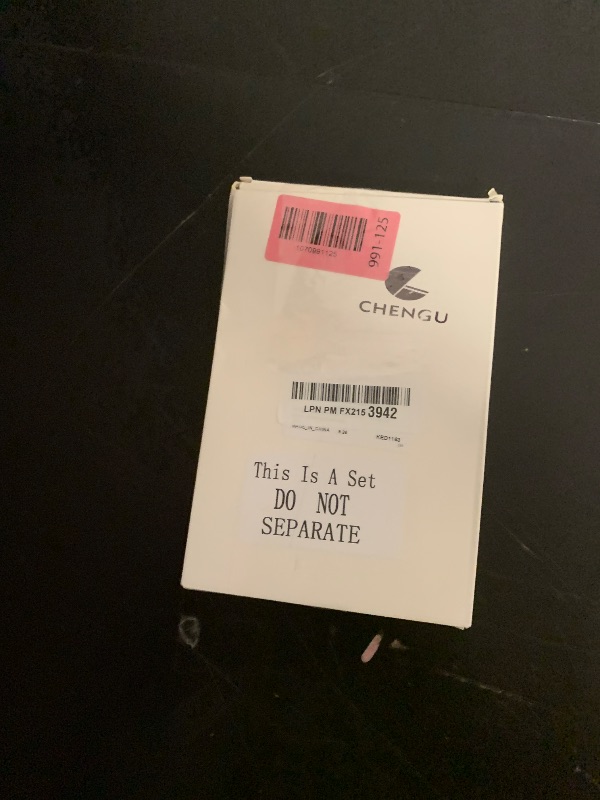 991-125
CHENGU
LPN PM FX215 3942
This Is A Set
DO NOT
SEPARATE